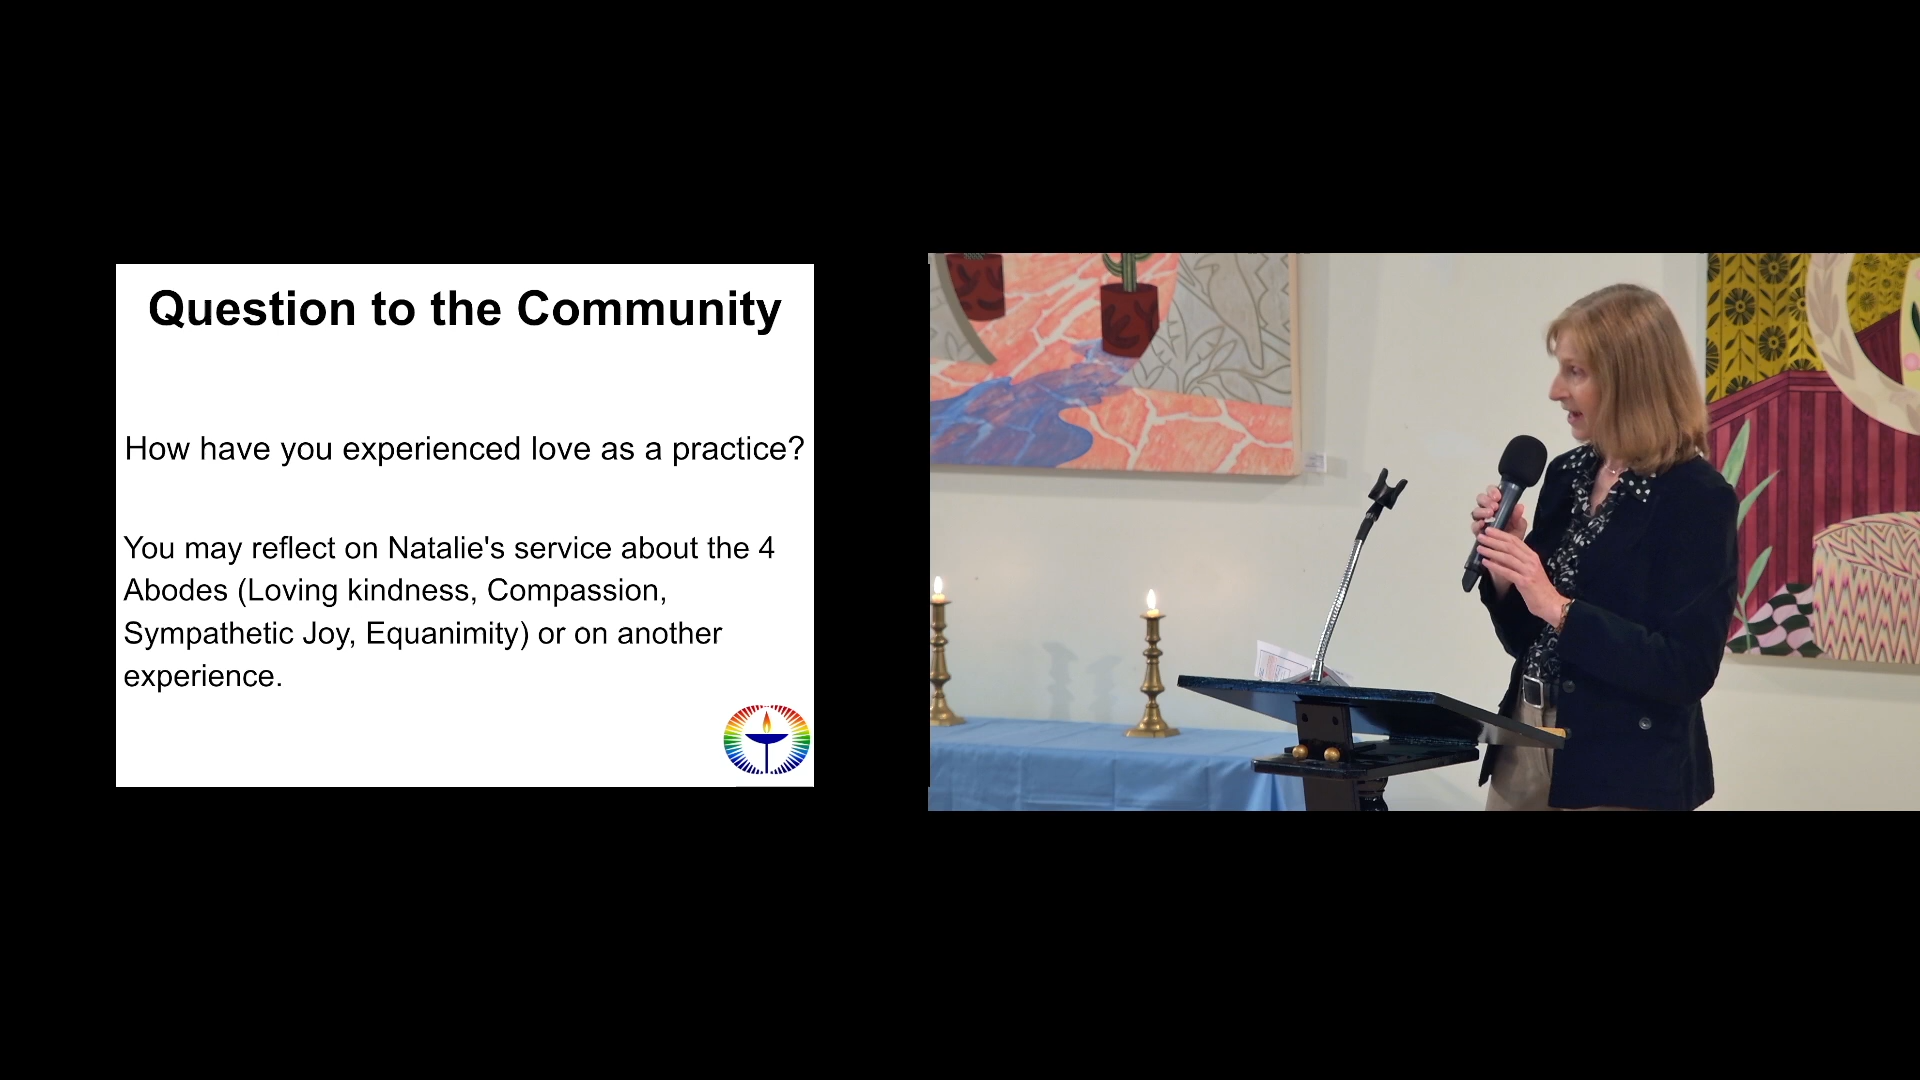 Question to the Community
How have you experienced love as a practice?
You may reflect on Natalie's service about the 4
Abodes (Loving kindness, Compassion,
Sympathetic Joy, Equanimity) or on another
experience.